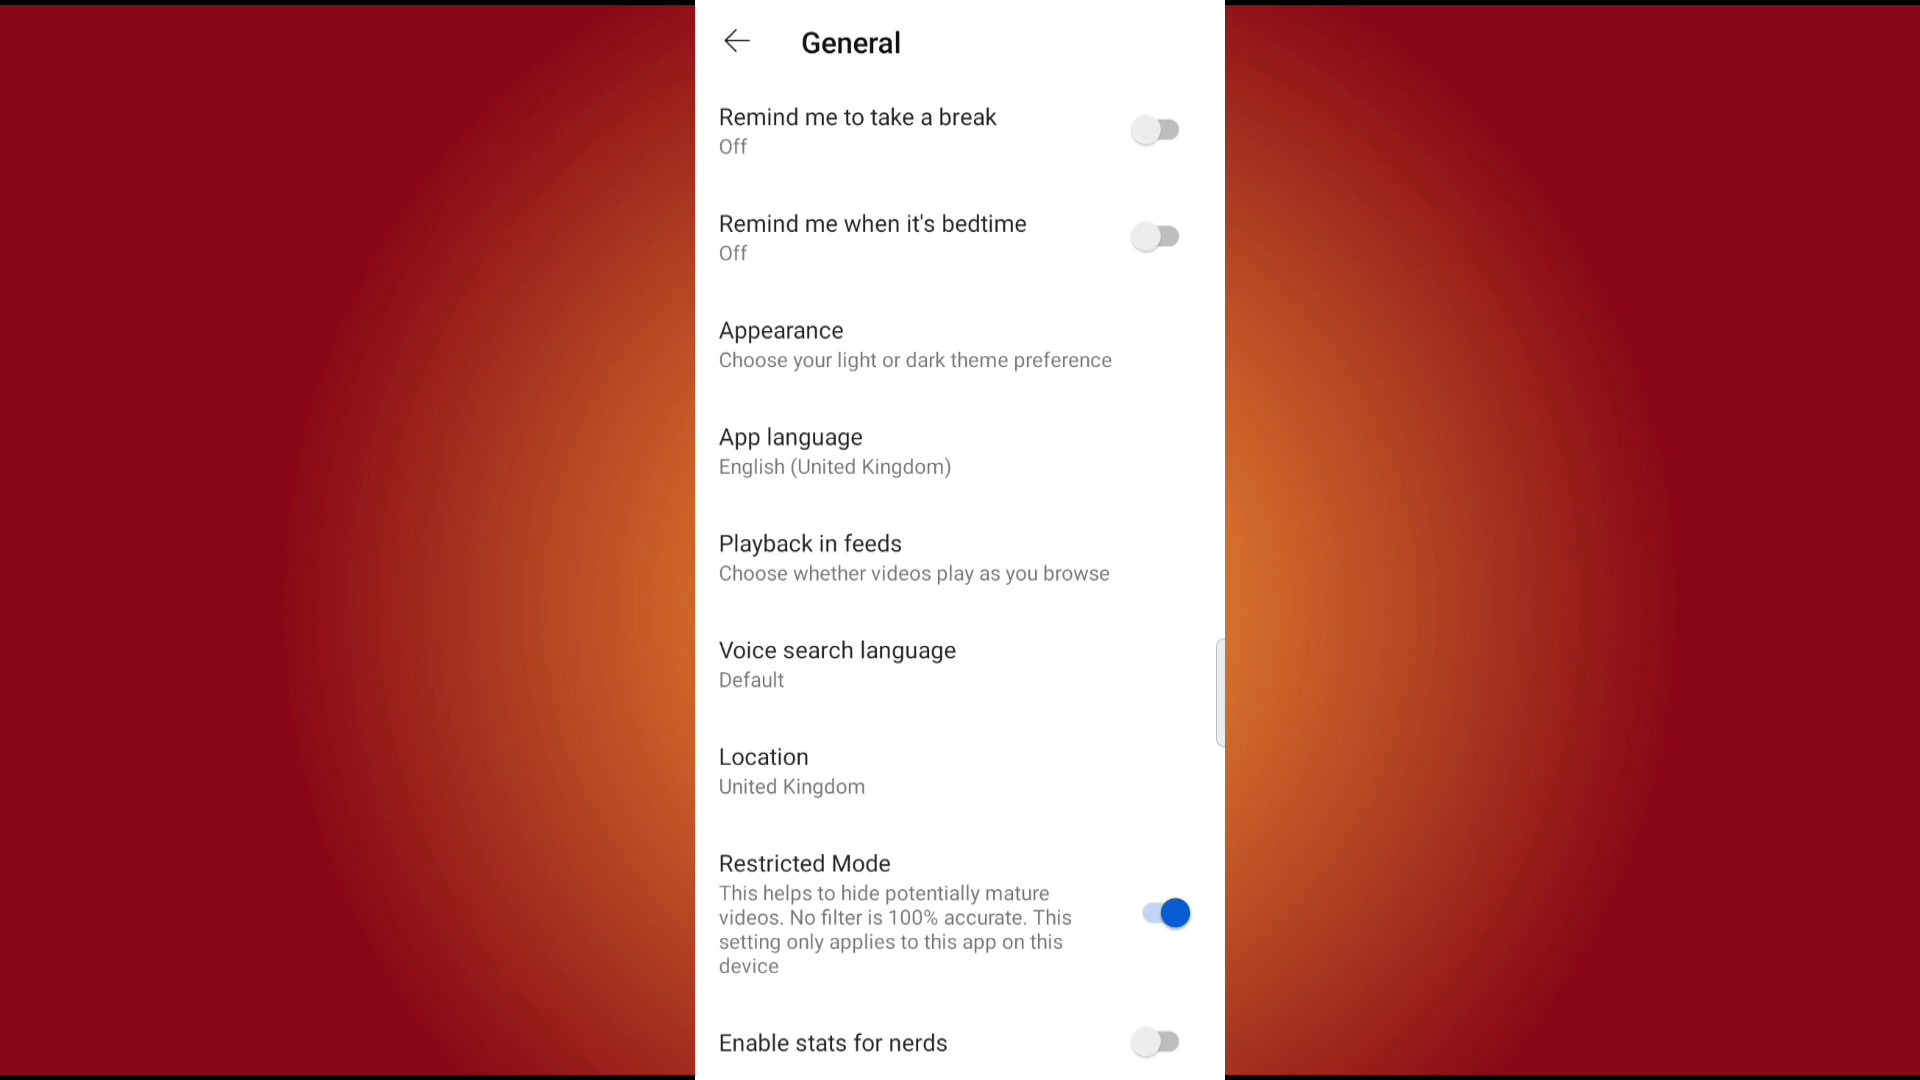 General
Remind me to take a break
Off
Remind me when it's bedtime
Off
Appearance
Choose your light or dark theme preference
App language
English (United Kingdom)
Playback in feeds
Choose whether videos play as you browse
Voice search language
Default
Location
United Kingdom
Restricted Mode
This helps to hide potentially mature
videos. No filter is 100% accurate. This
setting only applies to this app on this
device
Enable stats for nerds